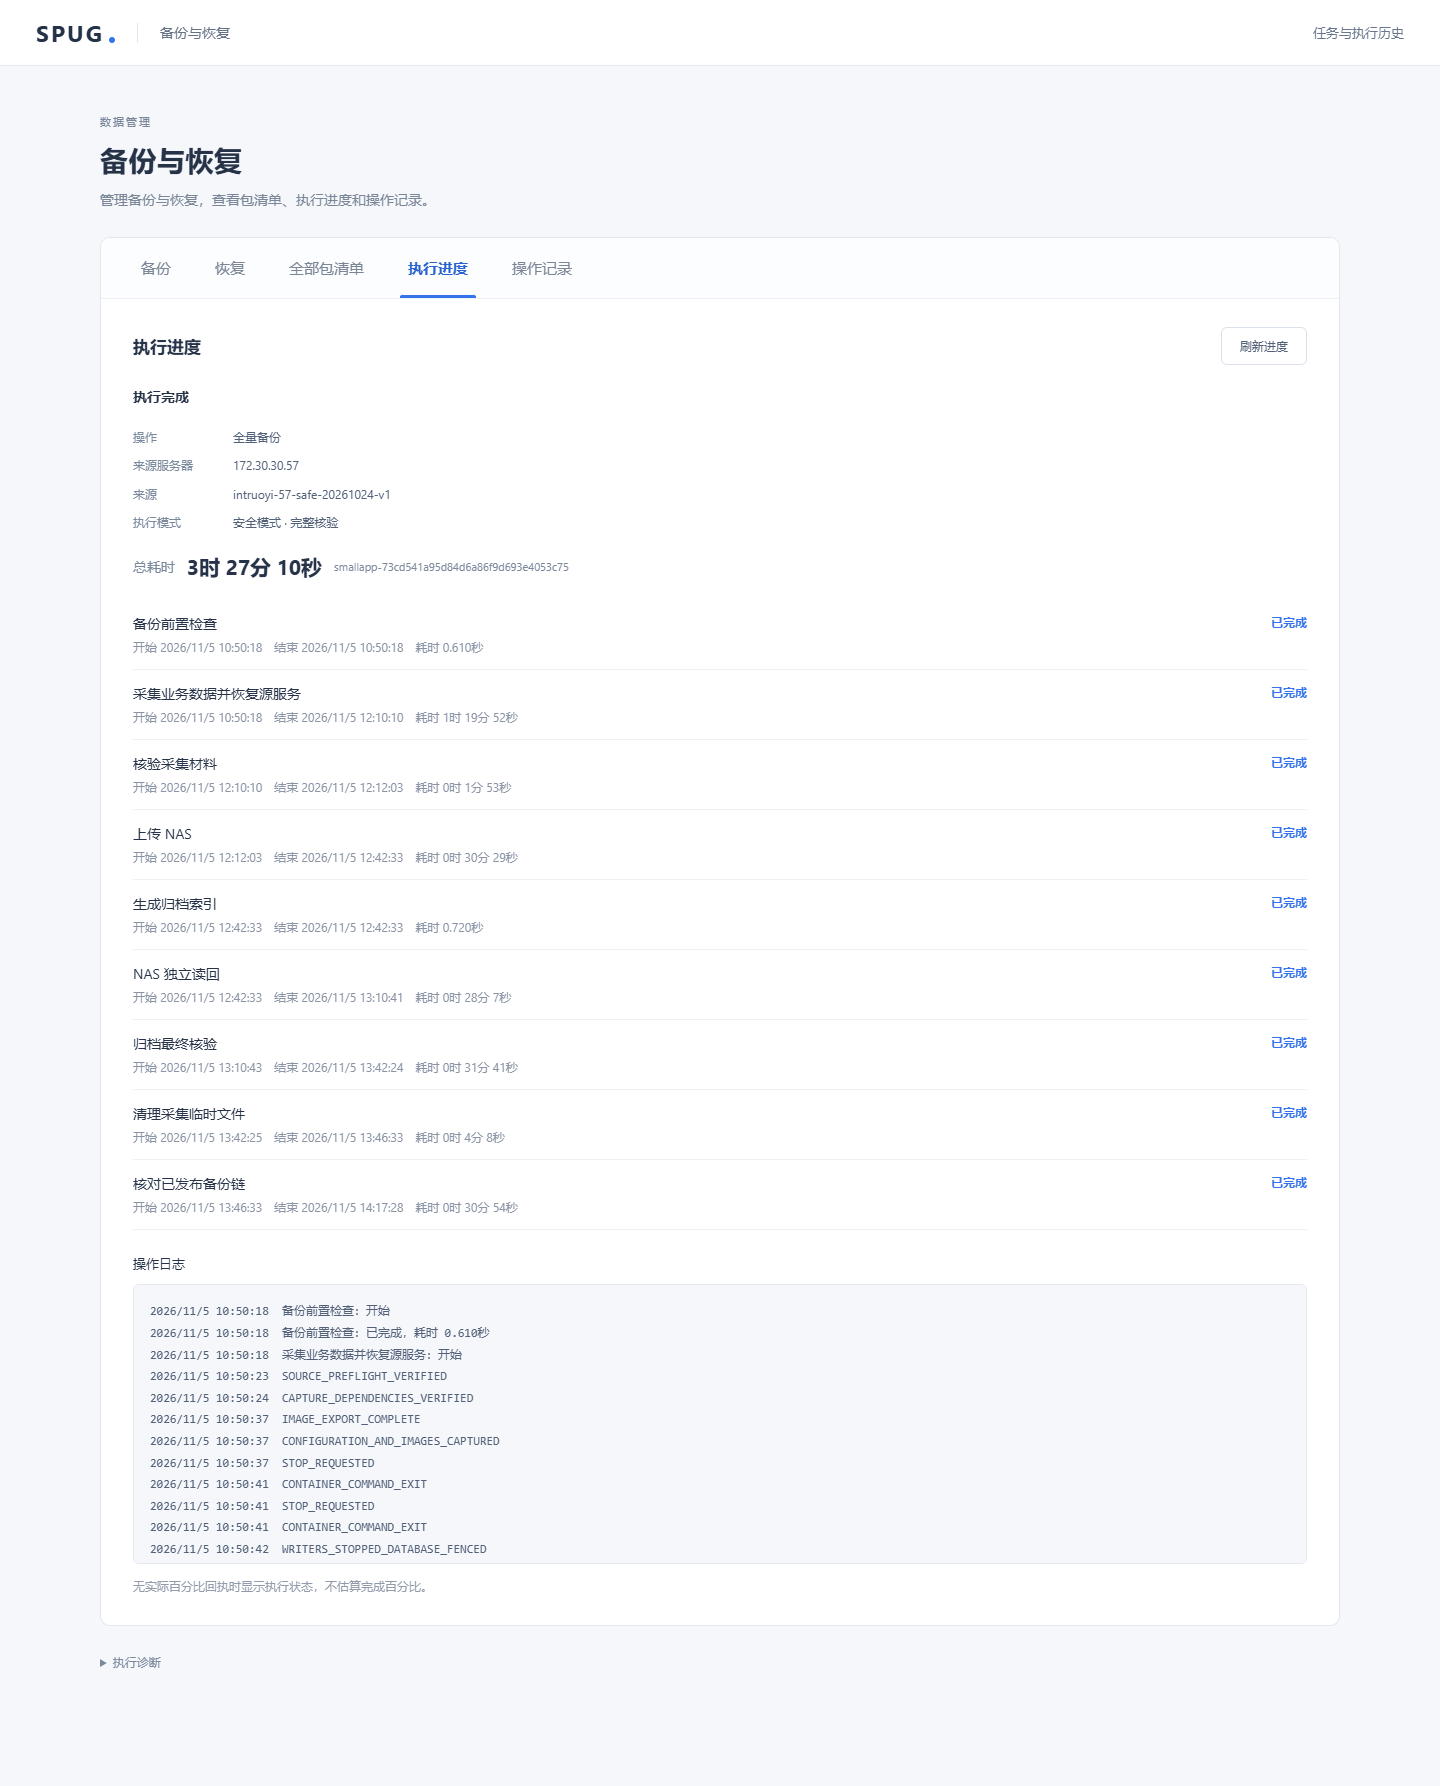 SPUG.
备份与恢复
任务与执行历史
数据管理
备份与恢复
管理备份与恢复，查看包清单、执行进度和操作记录。
备份 恢复 全部包清单 执行进度 操作记录
执行进度
刷新进度
执行完成
操作 全量备份
来源服务器 172.30.30.57
来源 intruoyi-57-safe-20261024-v1
执行模式 安全模式 · 完整核验
总耗时 3时 27分 10秒 smallapp-73cd541a95d84d6a86f9d693e4053c75
备份前置检查 已完成
开始 2026/11/5 10:50:18 结束 2026/11/5 10:50:18 耗时 0.610秒
采集业务数据并恢复源服务 已完成
开始 2026/11/5 10:50:18 结束 2026/11/5 12:10:10 耗时 1时 19分 52秒
核验采集材料 已完成
开始 2026/11/5 12:10:10 结束 2026/11/5 12:12:03 耗时 0时 1分 53秒
上传 NAS 已完成
开始 2026/11/5 12:12:03 结束 2026/11/5 12:42:33 耗时 0时 30分 29秒
生成归档索引 已完成
开始 2026/11/5 12:42:33 结束 2026/11/5 12:42:33 耗时 0.720秒
NAS 独立读回 已完成
开始 2026/11/5 12:42:33 结束 2026/11/5 13:10:41 耗时 0时 28分 7秒
归档最终核验 已完成
开始 2026/11/5 13:10:43 结束 2026/11/5 13:42:24 耗时 0时 31分 41秒
清理采集临时文件 已完成
开始 2026/11/5 13:42:25 结束 2026/11/5 13:46:33 耗时 0时 4分 8秒
核对已发布备份链 已完成
开始 2026/11/5 13:46:33 结束 2026/11/5 14:17:28 耗时 0时 30分 54秒
操作日志
2026/11/5 10:50:18 备份前置检查：开始
2026/11/5 10:50:18 备份前置检查：已完成，耗时 0.610秒
2026/11/5 10:50:18 采集业务数据并恢复源服务：开始
2026/11/5 10:50:23 SOURCE_PREFLIGHT_VERIFIED
2026/11/5 10:50:24 CAPTURE_DEPENDENCIES_VERIFIED
2026/11/5 10:50:37 IMAGE_EXPORT_COMPLETE
2026/11/5 10:50:37 CONFIGURATION_AND_IMAGES_CAPTURED
2026/11/5 10:50:37 STOP_REQUESTED
2026/11/5 10:50:41 CONTAINER_COMMAND_EXIT
2026/11/5 10:50:41 STOP_REQUESTED
2026/11/5 10:50:41 CONTAINER_COMMAND_EXIT
2026/11/5 10:50:42 WRITERS_STOPPED_DATABASE_FENCED
无实际百分比回执时显示执行状态，不估算完成百分比。
▶ 执行诊断